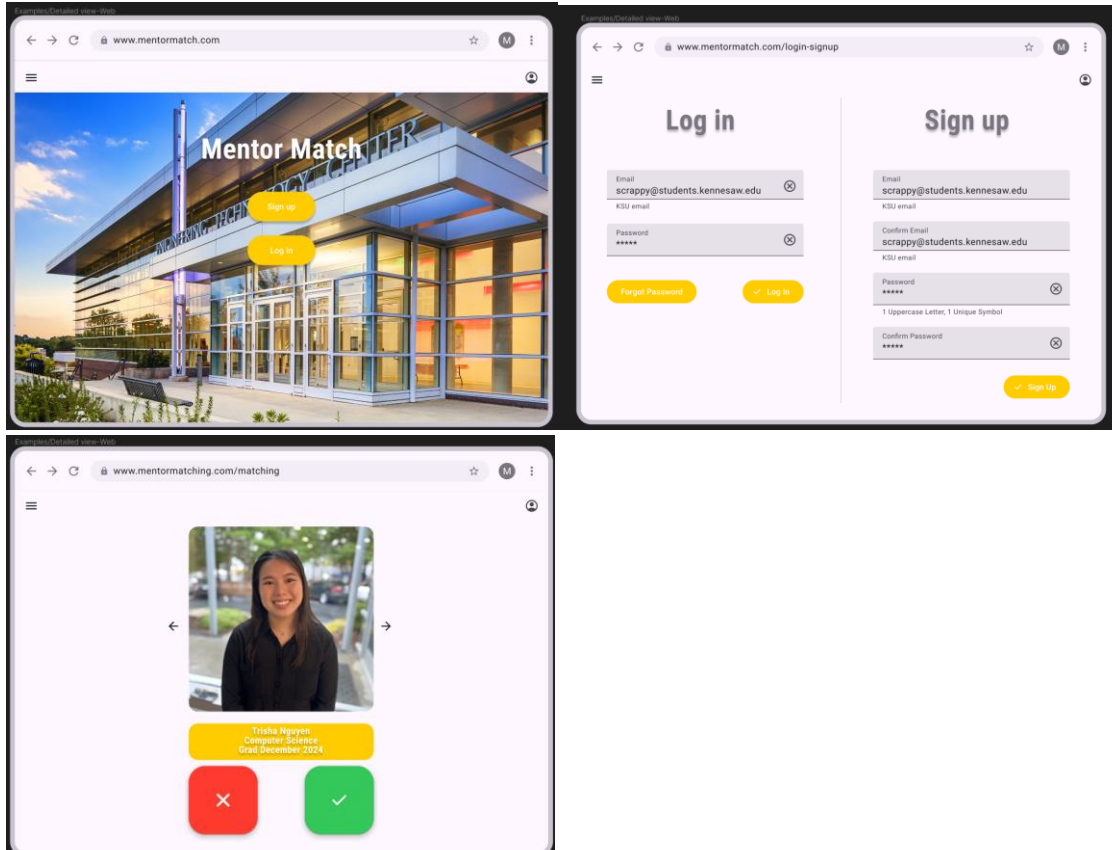 Examples/Detailed view-Web
www.mentormatch.com
M
Mentor Match
ENGINEERING TECHNOLOGY CENTER
Sign up
Log in
Examples/Detailed view-Web
www.mentormatch.com/login-signup
M
Log in
Email
scrappy@students.kennesaw.edu
KSU email
Password
*****
Forgot Password
Log In
Sign up
Email
scrappy@students.kennesaw.edu
KSU email
Confirm Email
scrappy@students.kennesaw.edu
KSU email
Password
*****
1 Uppercase Letter, 1 Unique Symbol
Confirm Password
*****
Sign Up
Examples/Detailed view-Web
www.mentormatching.com/matching
M
Trisha Nguyen
Computer Science
Grad December 2024